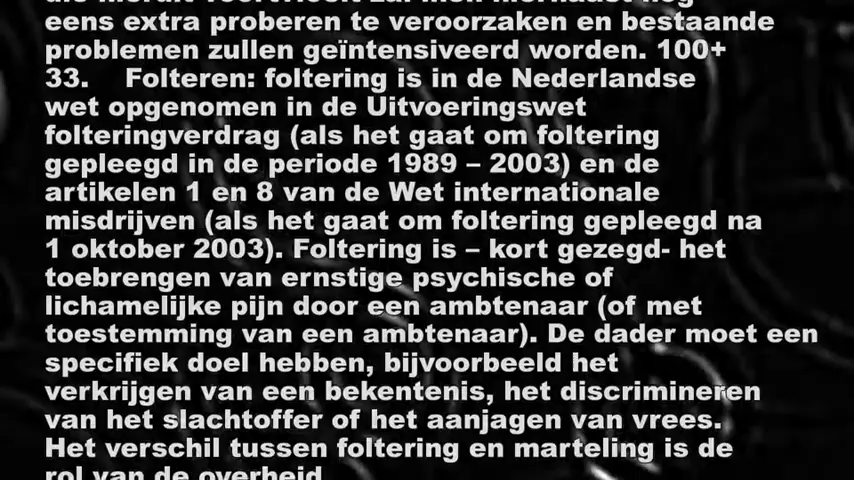 eens extra proberen te veroorzaken en bestaande
problemen zullen geïntensiveerd worden. 100+
33. Folteren: foltering is in de Nederlandse
wet opgenomen in de Uitvoeringswet
folteringverdrag (als het gaat om foltering
gepleegd in de periode 1989 – 2003) en de
artikelen 1 en 8 van de Wet internationale
misdrijven (als het gaat om foltering gepleegd na
1 oktober 2003). Foltering is – kort gezegd- het
toebrengen van ernstige psychische of
lichamelijke pijn door een ambtenaar (of met
toestemming van een ambtenaar). De dader moet een
specifiek doel hebben, bijvoorbeeld het
verkrijgen van een bekentenis, het discrimineren
van het slachtoffer of het aanjagen van vrees.
Het verschil tussen foltering en marteling is de
rol van de overheid